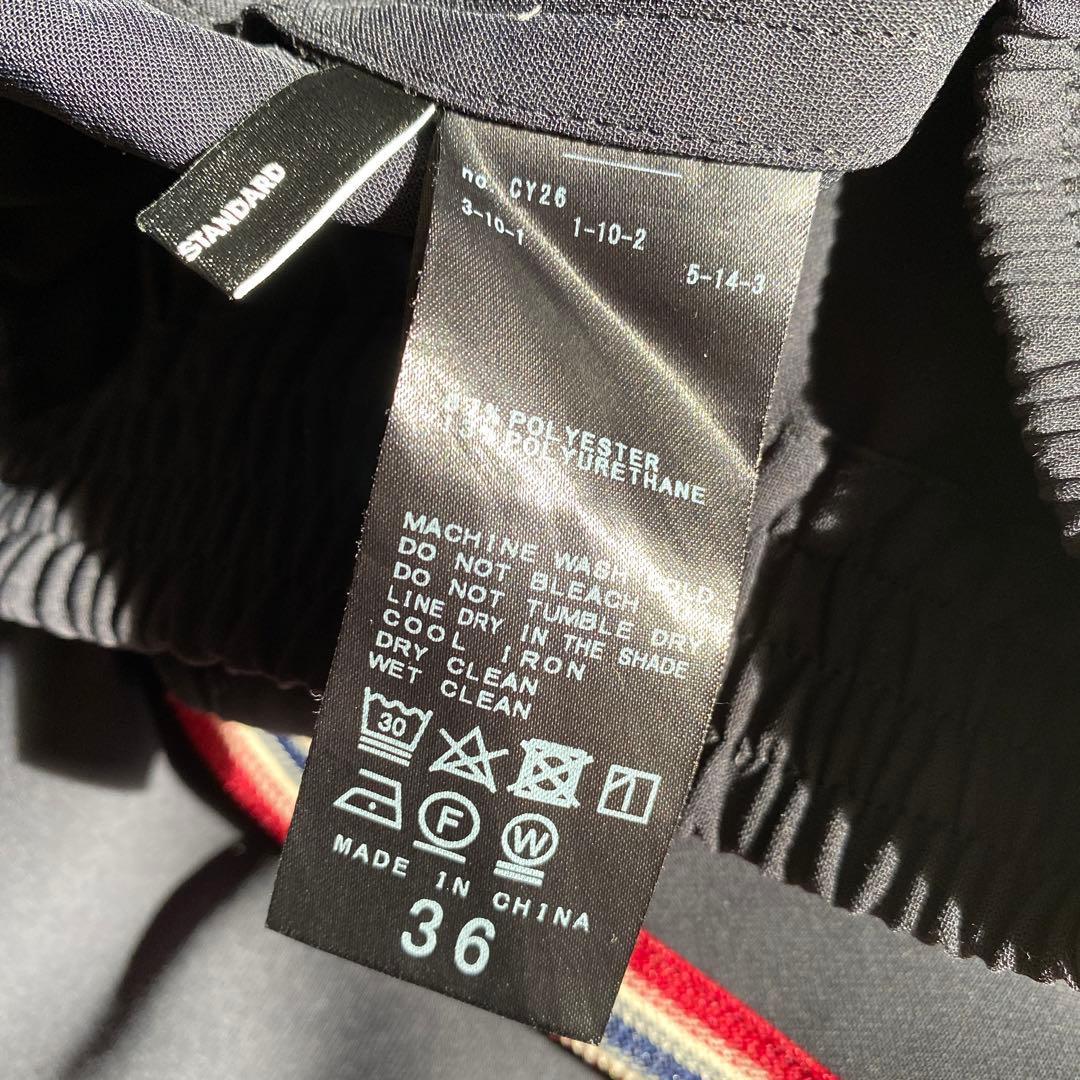 STANDARD
no. CY26
3-10-1
1-10-2
5-14-3
POLYESTER
POLYURETHANE
MACHINE WASH COLD
DO NOT BLEACH
DO NOT TUMBLE DRY
LINE DRY IN THE SHADE
COOL IRON
DRY CLEAN
WET CLEAN
30
F
W
MADE IN CHINA
36